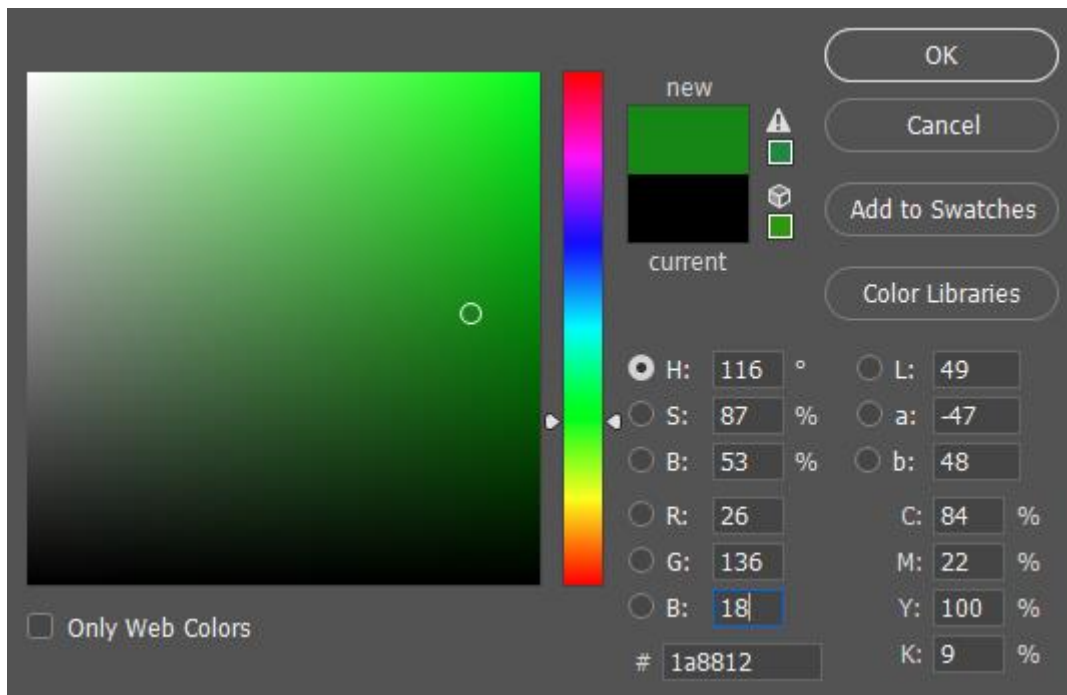 new
current
OK
Cancel
Add to Swatches
Color Libraries
H: 116 °
S: 87 %
B: 53 %
R: 26
G: 136
B: 18
# 1a8812
L: 49
a: -47
b: 48
C: 84 %
M: 22 %
Y: 100 %
K: 9 %
Only Web Colors